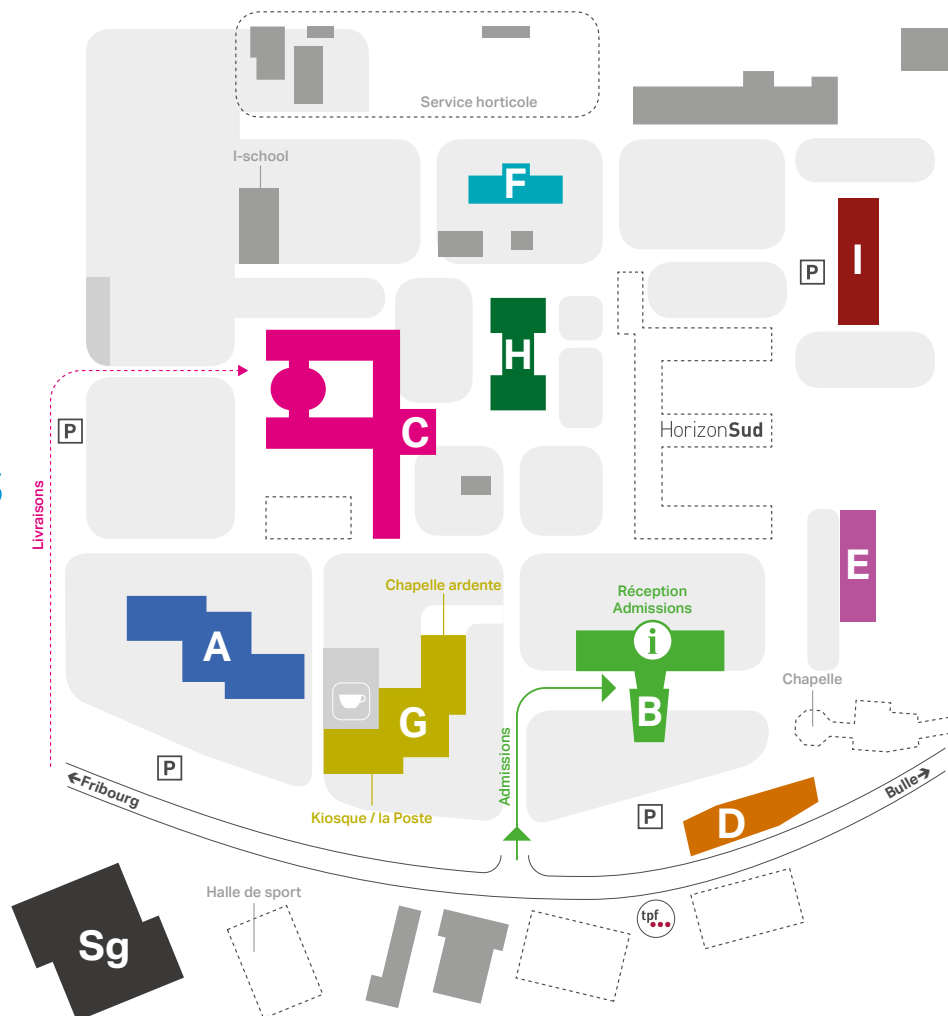 Service horticole
I-school
F
I
P
H
C
HorizonSud
P
Livraisons
E
Chapelle ardente
Réception
Admissions
i
A
Chapelle
G
B
Admissions
P
←Fribourg
Bulle→
Kiosque / la Poste
P
D
Halle de sport
tpf
Sg